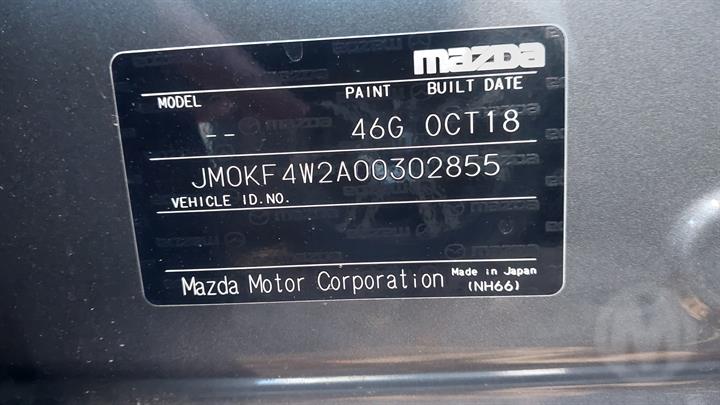 mazda
MODEL PAINT BUILT DATE
-- 46G OCT18
JM0KF4W2A00302855
VEHICLE ID.NO.
Mazda Motor Corporation Made in Japan
(NH66)